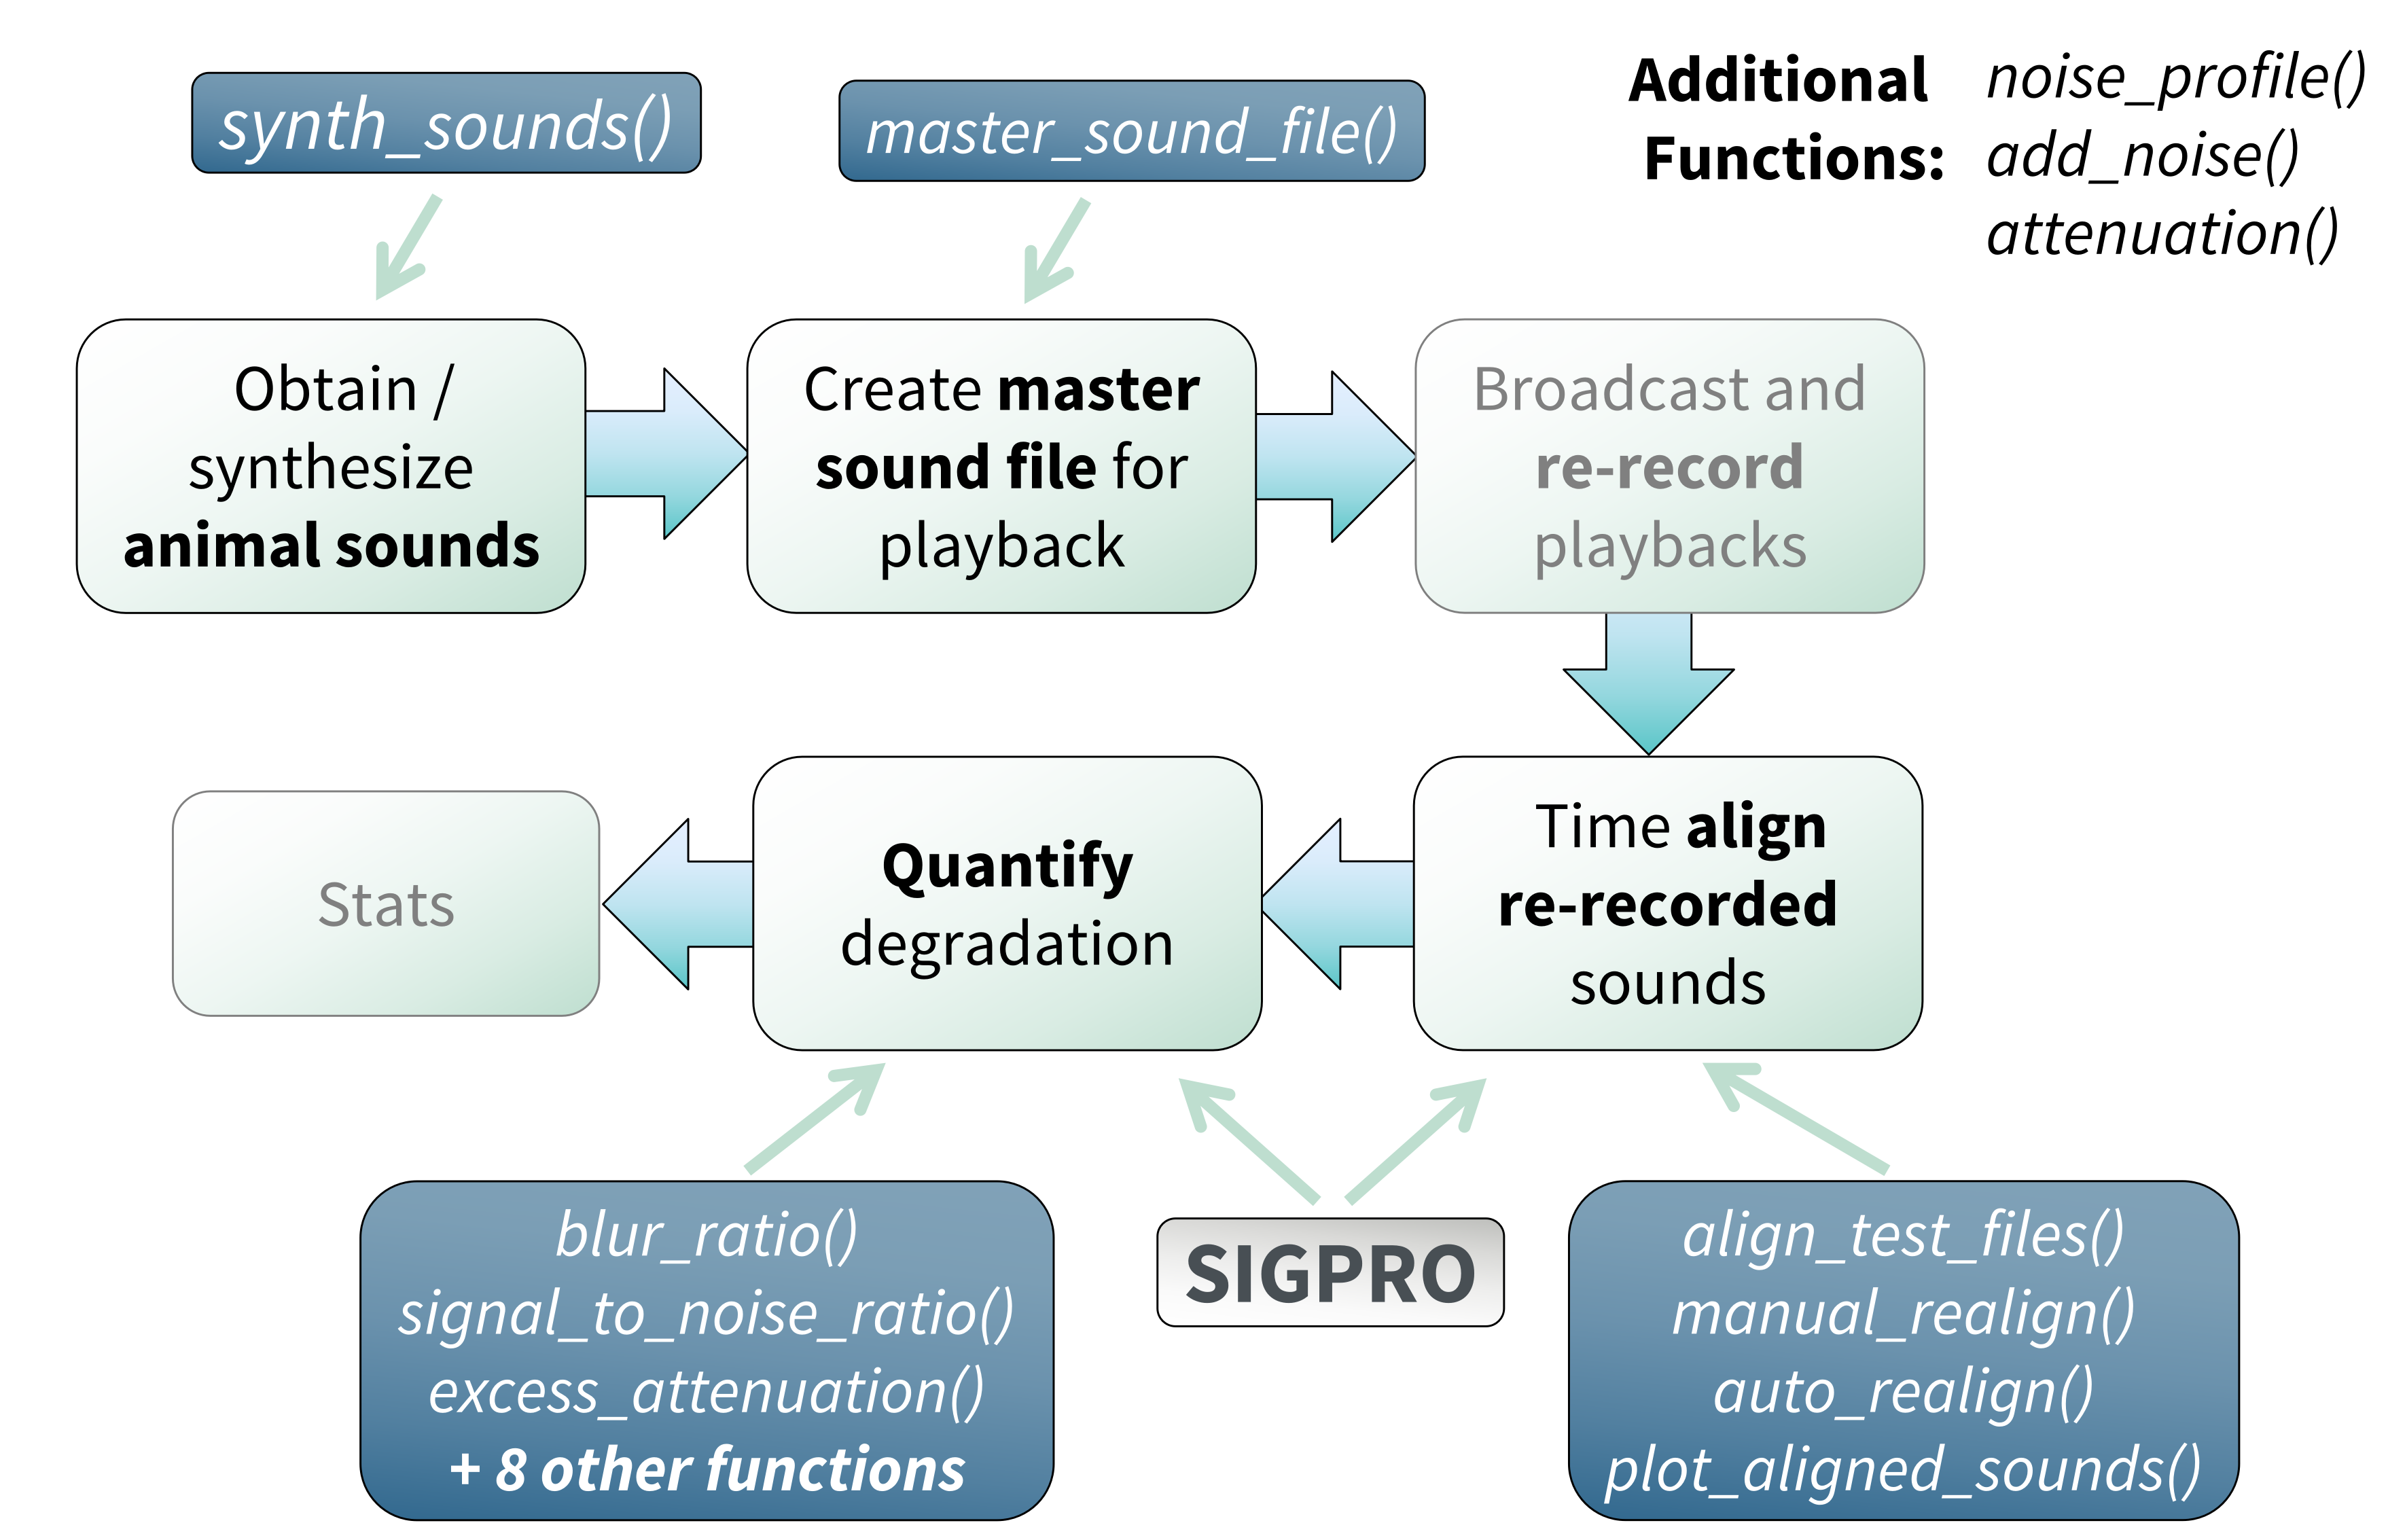 synth_sounds()
master_sound_file()
Additional
Functions:
noise_profile()
add_noise()
attenuation()
Obtain /
synthesize
animal sounds
Create master
sound file for
playback
Broadcast and
re-record
playbacks
Time align
re-recorded
sounds
Quantify
degradation
Stats
blur_ratio()
signal_to_noise_ratio()
excess_attenuation()
+ 8 other functions
SIGPRO
align_test_files()
manual_realign()
auto_realign()
plot_aligned_sounds()